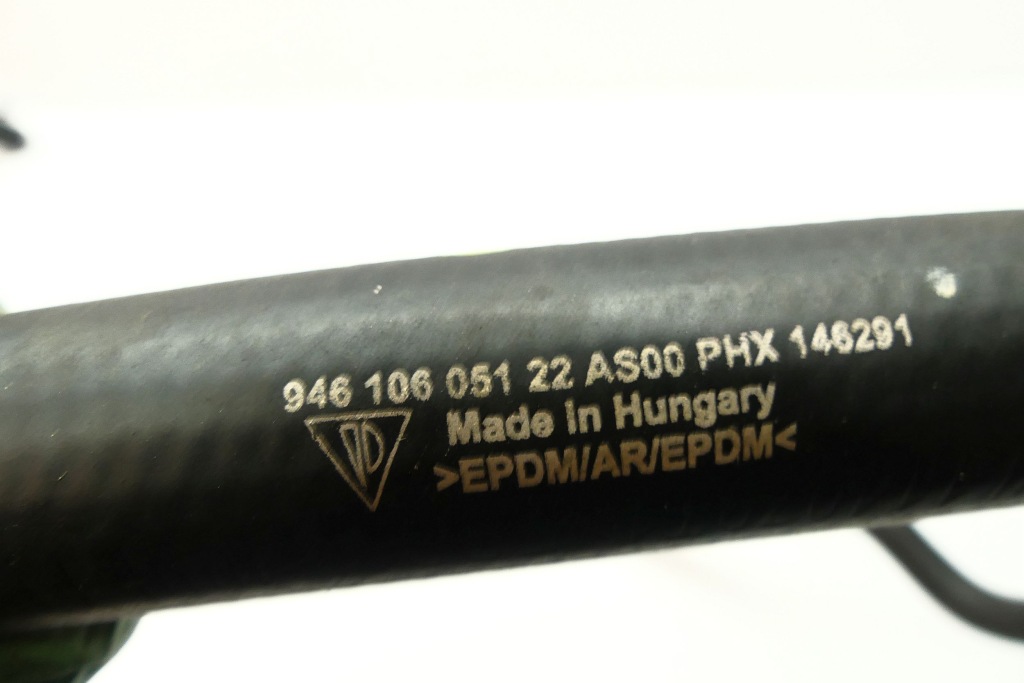 946 106 051 22 AS00 PHX 146291
Made in Hungary
>EPDM/AR/EPDM<